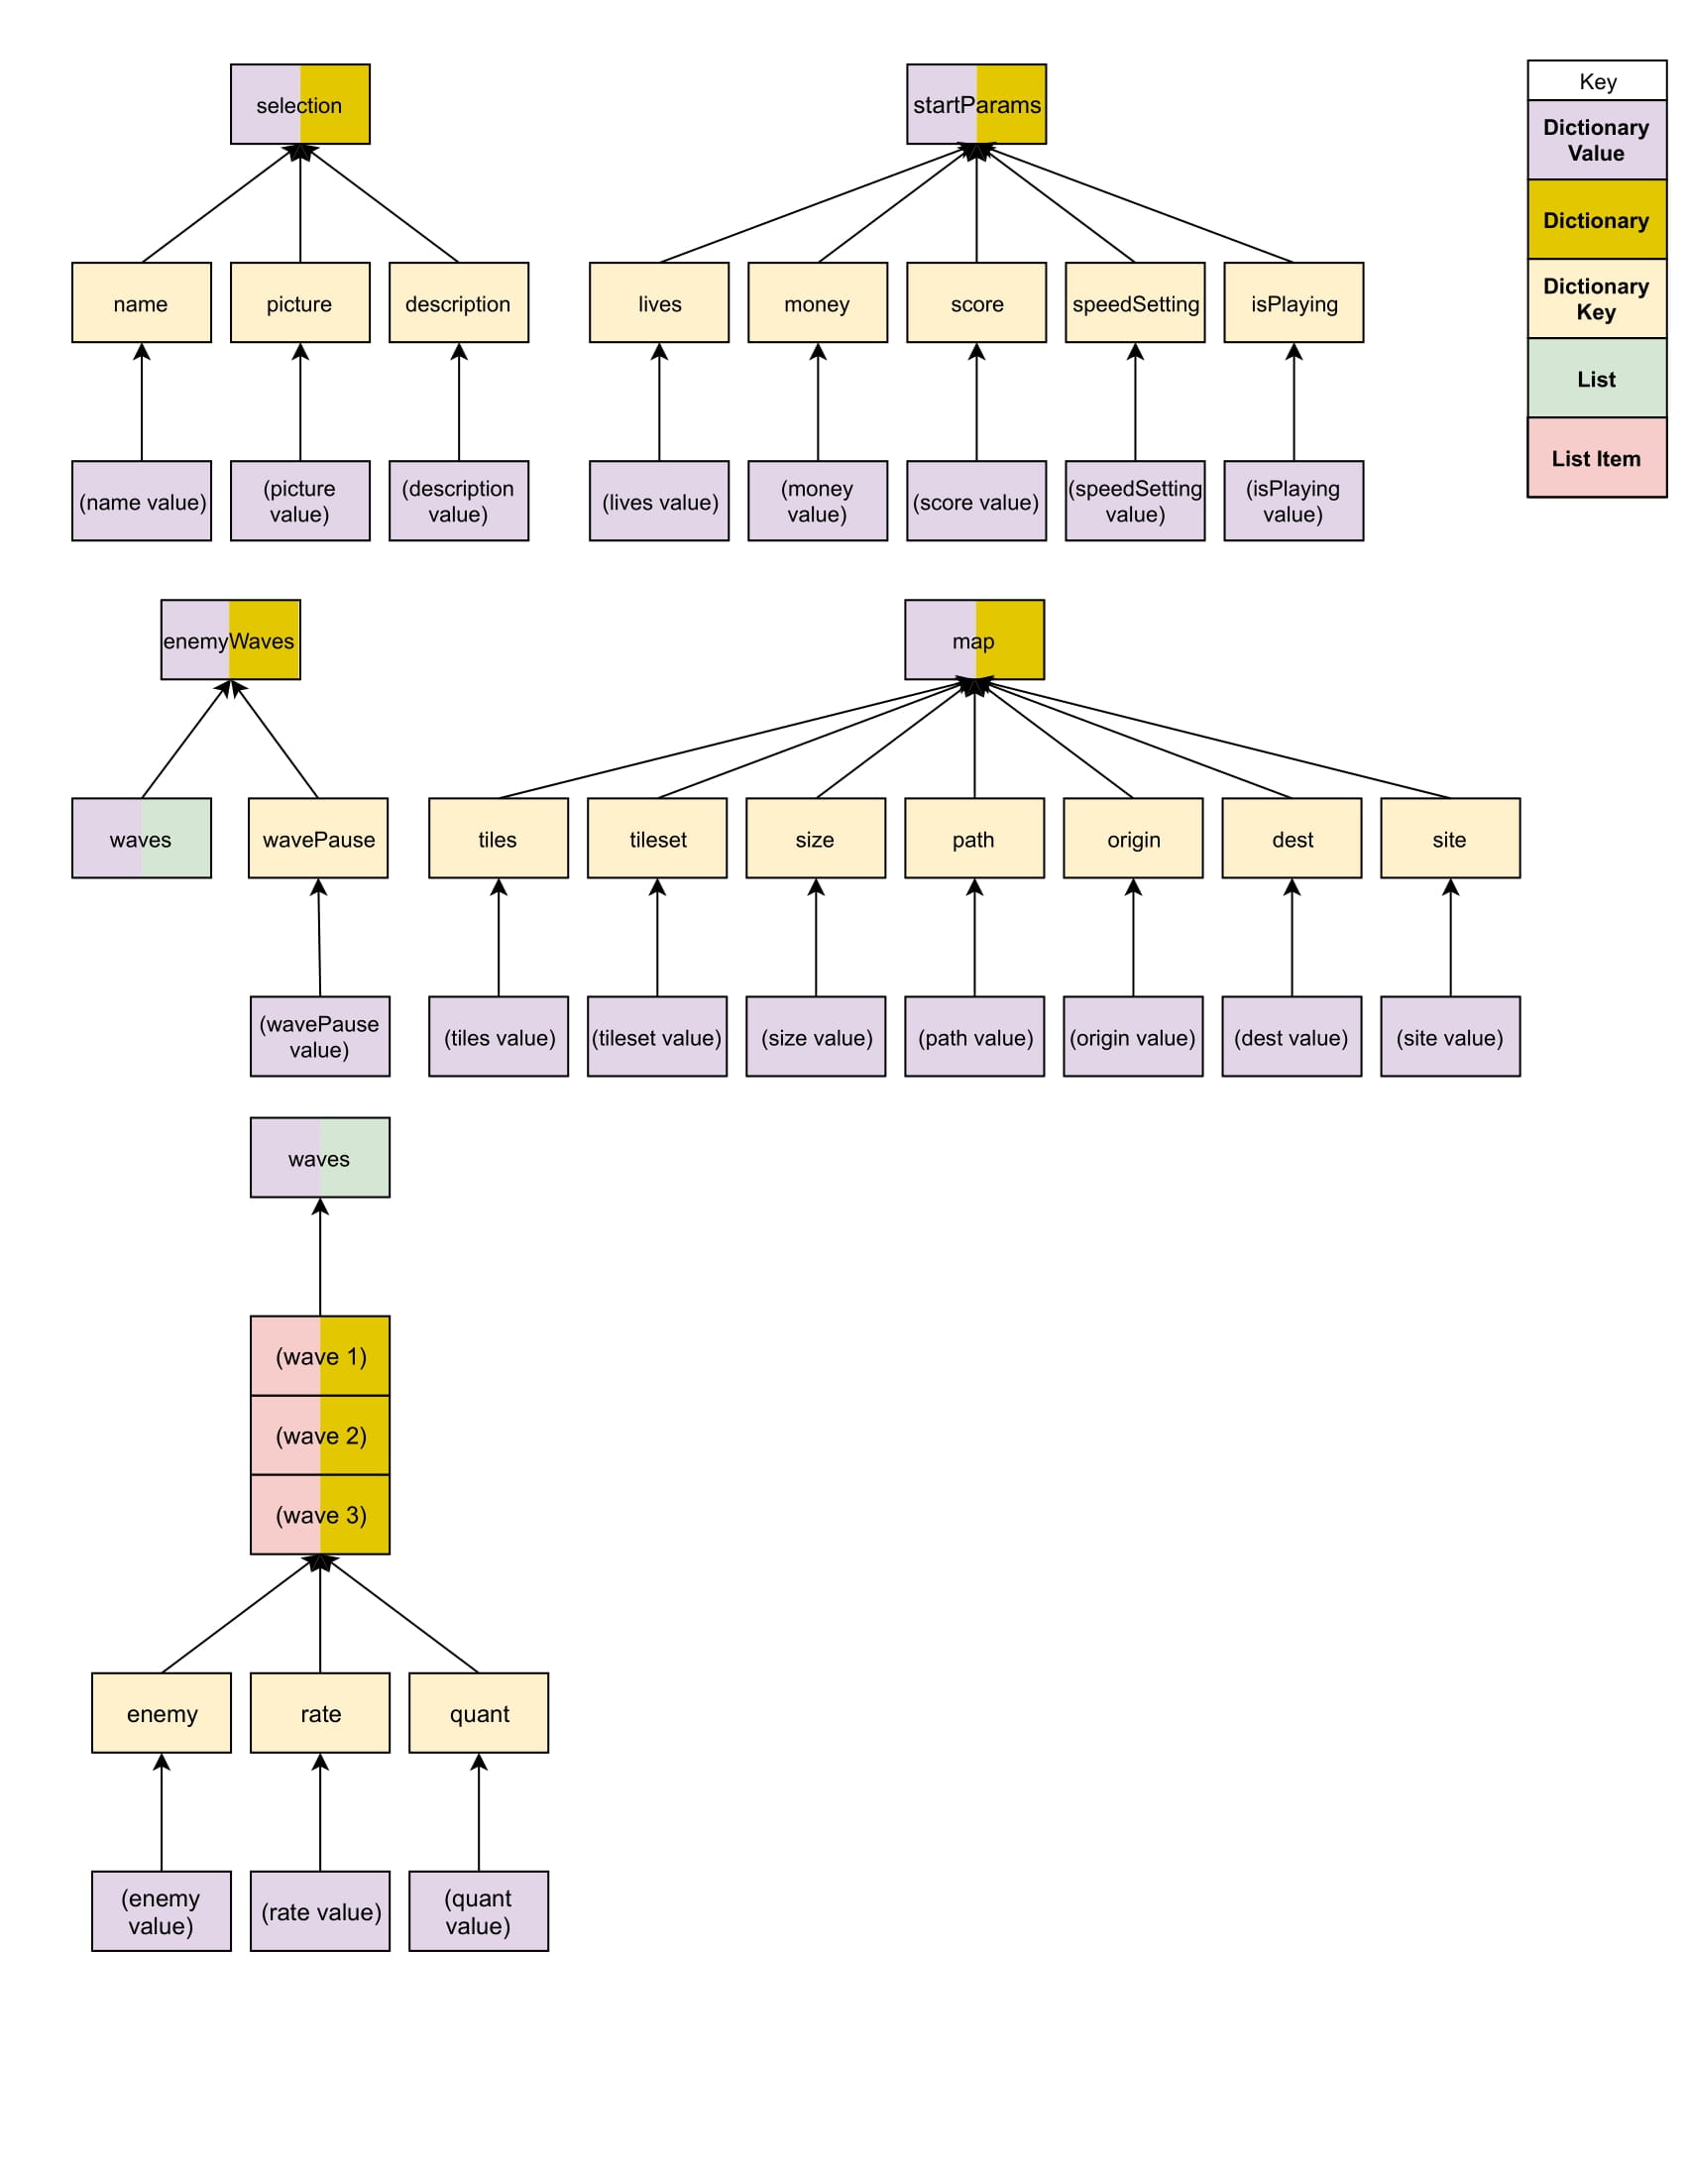 selection
startParams
Key
Dictionary
Value
Dictionary
Dictionary
Key
List
List Item
name
picture
description
lives
money
score
speedSetting
isPlaying
(name value)
(picture
value)
(description
value)
(lives value)
(money
value)
(score value)
(speedSetting
value)
(isPlaying
value)
enemyWaves
map
waves
wavePause
tiles
tileset
size
path
origin
dest
site
(wavePause
value)
(tiles value)
(tileset value)
(size value)
(path value)
(origin value)
(dest value)
(site value)
waves
(wave 1)
(wave 2)
(wave 3)
enemy
rate
quant
(enemy
value)
(rate value)
(quant
value)